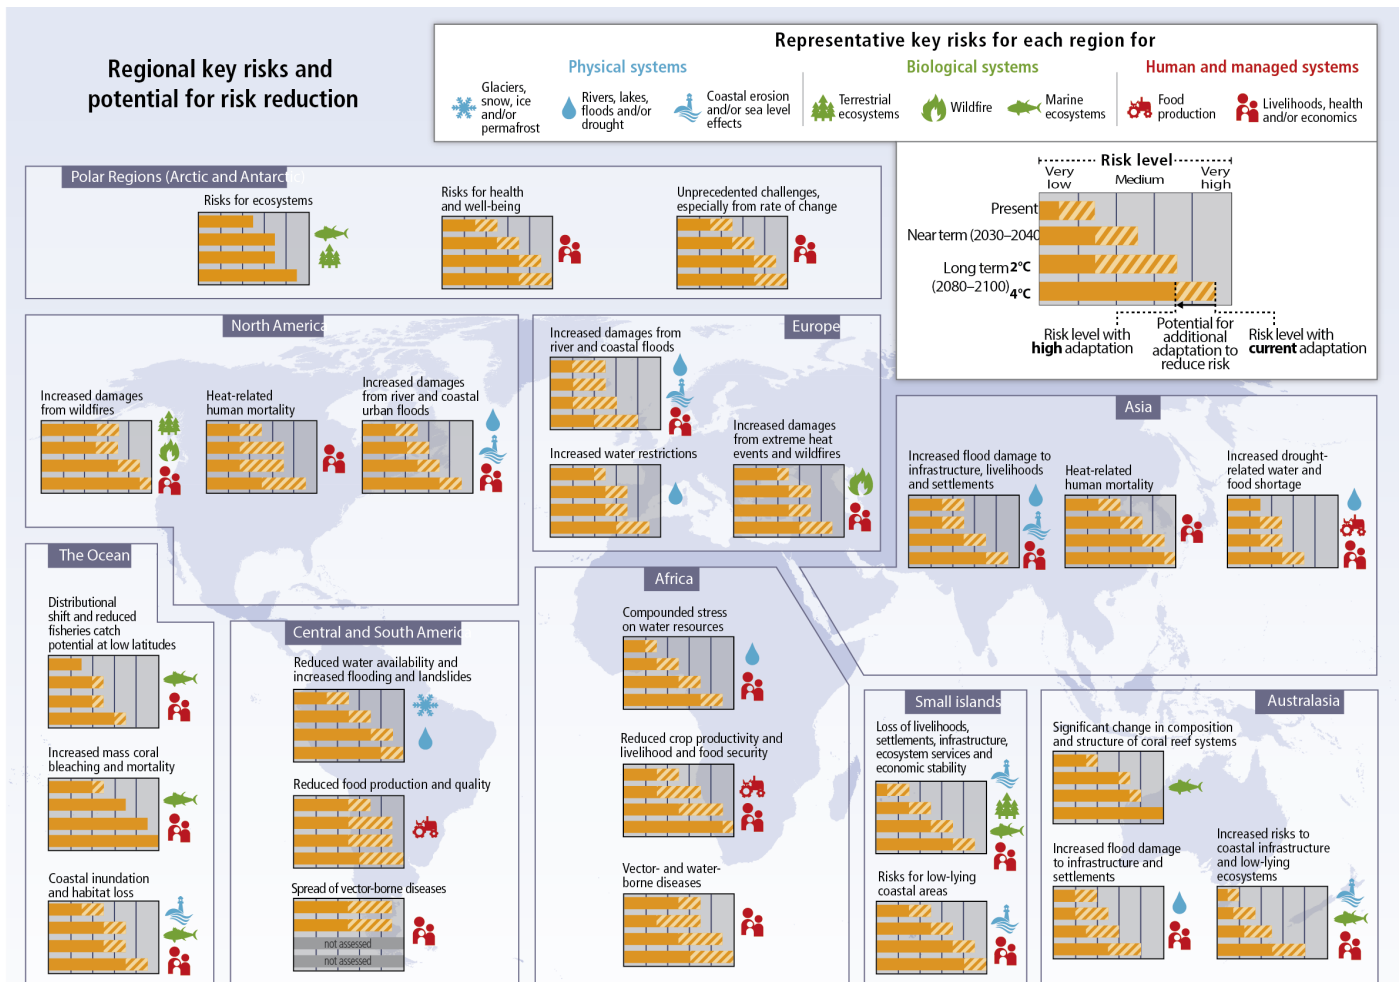 Regional key risks and
potential for risk reduction
Representative key risks for each region for
Physical systems
Biological systems
Human and managed systems
Glaciers,
snow, ice
and/or
permafrost
Rivers, lakes,
floods and/or
drought
Coastal erosion
and/or sea level
effects
Terrestrial
ecosystems
Wildfire
Marine
ecosystems
Food
production
Livelihoods, health
and/or economics
Risk level
Very
low
Medium
Very
high
Present
Near term (2030–2040
Long term 2°C
(2080–2100)
4°C
Risk level with
high adaptation
Potential for
additional
adaptation to
reduce risk
Risk level with
current adaptation
Polar Regions (Arctic and Antarctic)
Risks for ecosystems
Risks for health
and well-being
Unprecedented challenges,
especially from rate of change
North America
Increased damages
from wildfires
Heat-related
human mortality
Increased damages
from river and coastal
urban floods
Europe
Increased damages from
river and coastal floods
Increased water restrictions
Increased damages
from extreme heat
events and wildfires
Asia
Increased flood damage to
infrastructure, livelihoods
and settlements
Heat-related
human mortality
Increased drought-
related water and
food shortage
The Ocean
Distributional
shift and reduced
fisheries catch
potential at low latitudes
Increased mass coral
bleaching and mortality
Coastal inundation
and habitat loss
Central and South America
Reduced water availability and
increased flooding and landslides
Reduced food production and quality
Spread of vector-borne diseases
not assessed
not assessed
Africa
Compounded stress
on water resources
Reduced crop productivity and
livelihood and food security
Vector- and water-
borne diseases
Small islands
Loss of livelihoods,
settlements, infrastructure,
ecosystem services and
economic stability
Risks for low-lying
coastal areas
Australasia
Significant change in composition
and structure of coral reef systems
Increased flood damage
to infrastructure and
settlements
Increased risks to
coastal infrastructure
and low-lying
ecosystems